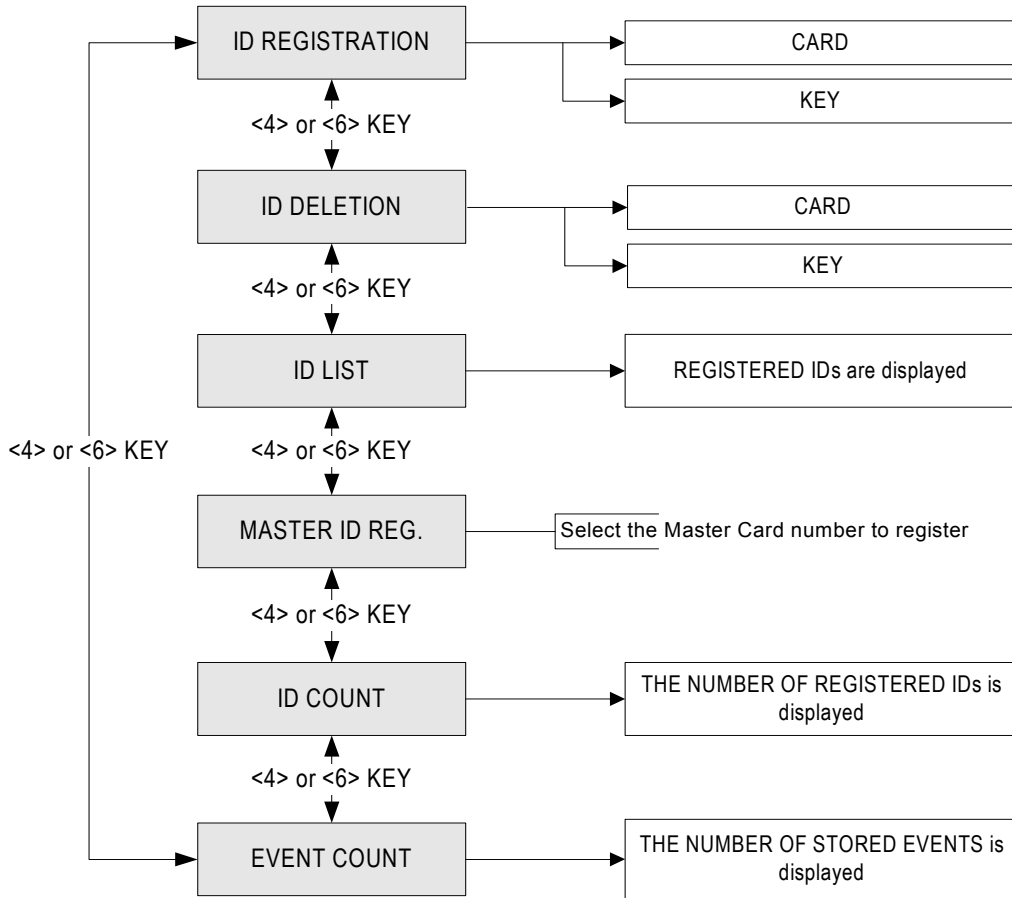 ID REGISTRATION
CARD
KEY
<4> or <6> KEY
ID DELETION
CARD
KEY
<4> or <6> KEY
ID LIST
REGISTERED IDs are displayed
<4> or <6> KEY
<4> or <6> KEY
MASTER ID REG.
Select the Master Card number to register
<4> or <6> KEY
ID COUNT
THE NUMBER OF REGISTERED IDs is
displayed
<4> or <6> KEY
EVENT COUNT
THE NUMBER OF STORED EVENTS is
displayed